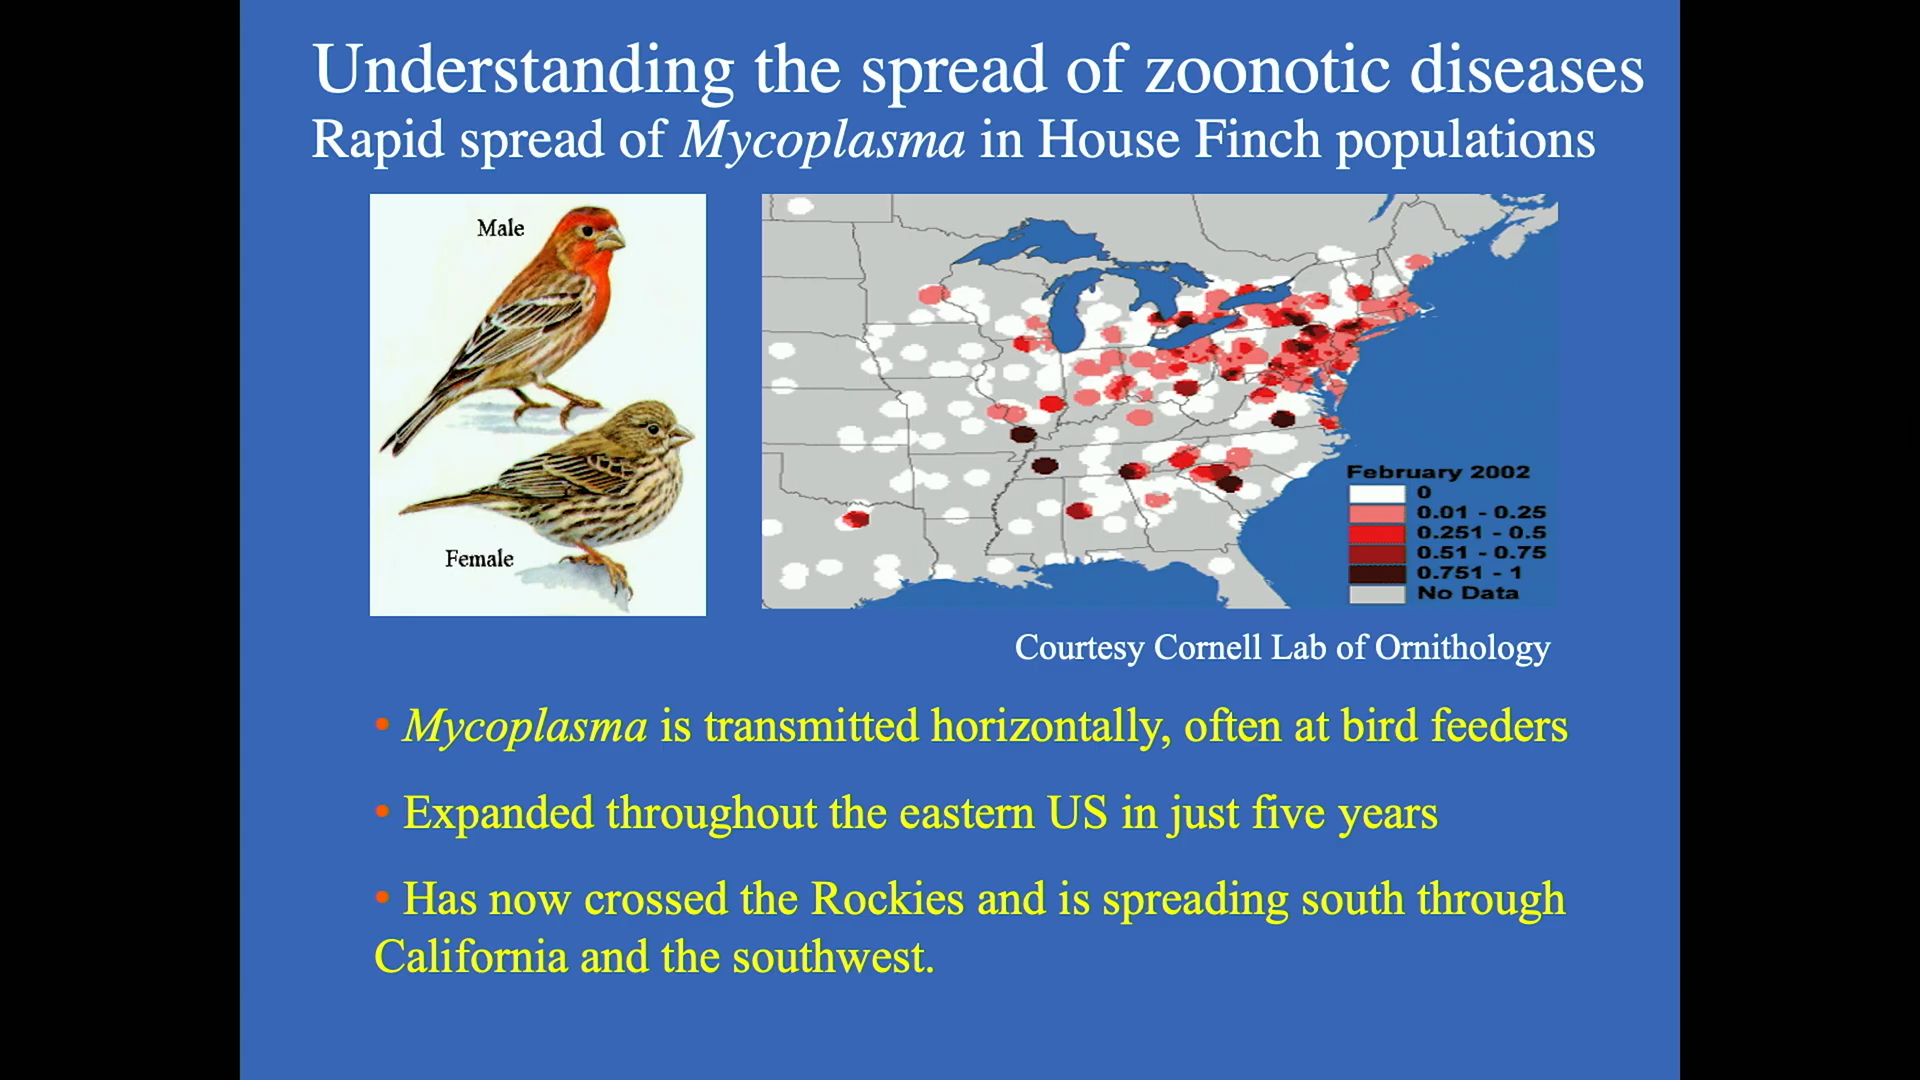 Understanding the spread of zoonotic diseases
Rapid spread of Mycoplasma in House Finch populations
Male
Female
February 2002
0
0.01 - 0.25
0.251 - 0.5
0.51 - 0.75
0.751 - 1
No Data
Courtesy Cornell Lab of Ornithology
• Mycoplasma is transmitted horizontally, often at bird feeders
• Expanded throughout the eastern US in just five years
• Has now crossed the Rockies and is spreading south through
California and the southwest.